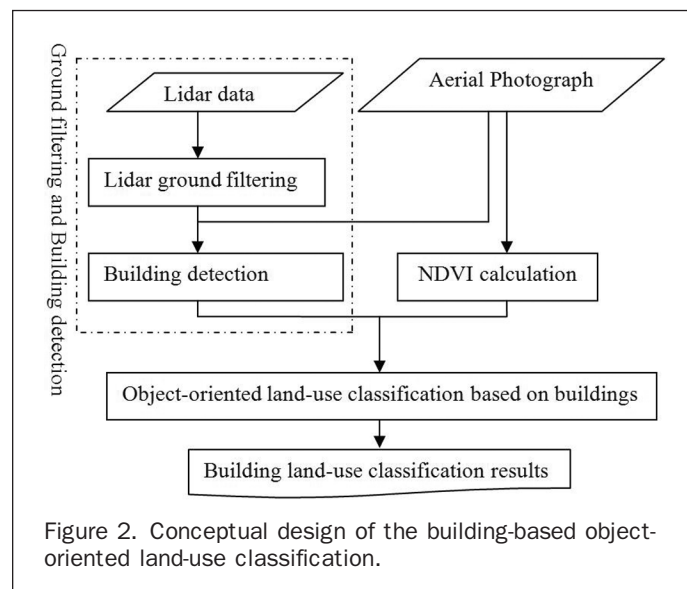 Ground filtering and Building detection
Lidar data
Aerial Photograph
Lidar ground filtering
Building detection
NDVI calculation
Object-oriented land-use classification based on buildings
Building land-use classification results
Figure 2. Conceptual design of the building-based object-
oriented land-use classification.